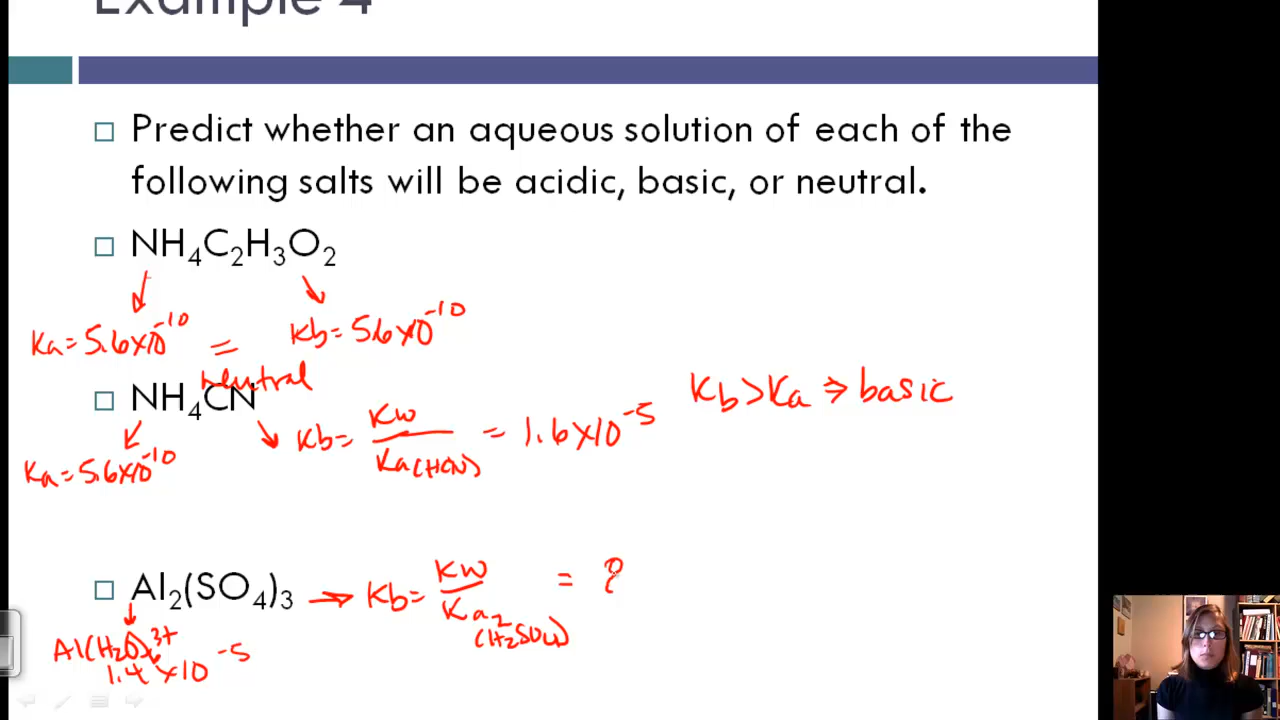 Example 4
Predict whether an aqueous solution of each of the
following salts will be acidic, basic, or neutral.
NH₄C₂H₃O₂
Ka = 5.6×10⁻¹⁰ = Kb = 5.6×10⁻¹⁰
neutral
NH₄CN
Ka = 5.6×10⁻¹⁰
Kb = Kw / Ka (HCN) = 1.6×10⁻⁵
Kb > Ka ⇒ basic
Al₂(SO₄)₃ → Kb = Kw / Ka₂ (H₂SO₄) = ?
Al(H₂O)₆³⁺
1.4×10⁻⁵